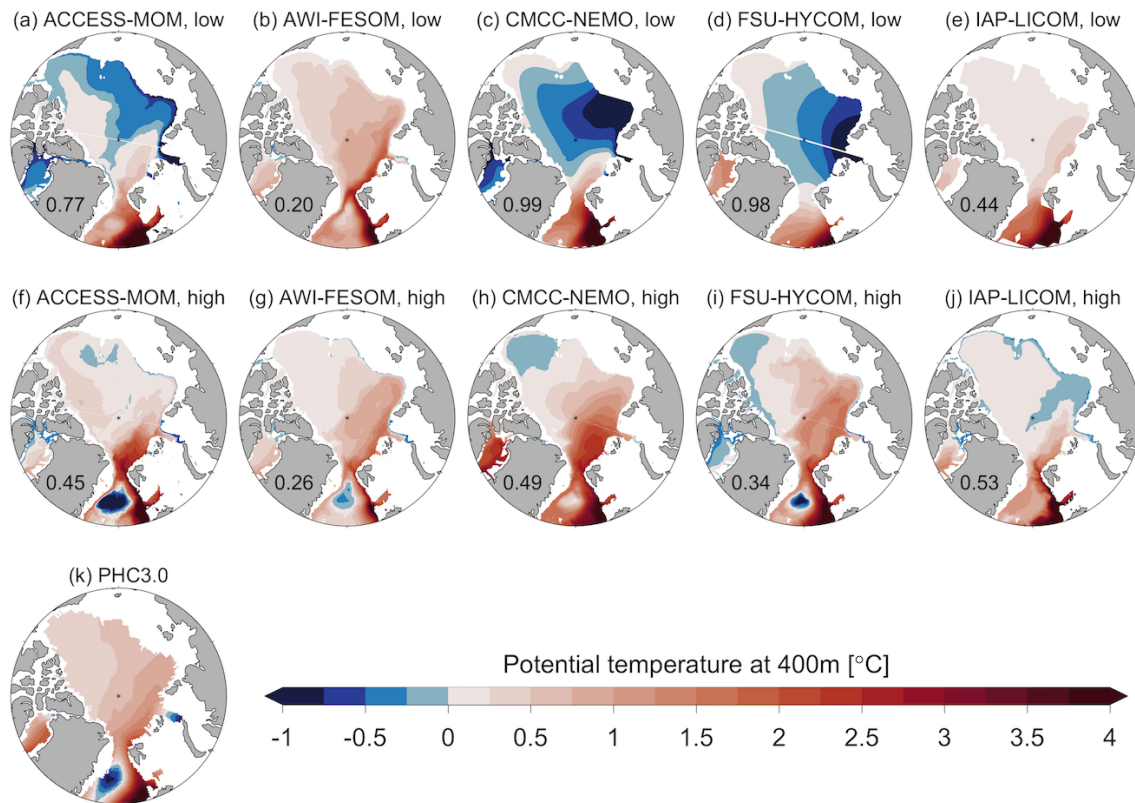 (a) ACCESS-MOM, low
(b) AWI-FESOM, low
(c) CMCC-NEMO, low
(d) FSU-HYCOM, low
(e) IAP-LICOM, low
0.77
0.20
0.99
0.98
0.44
(f) ACCESS-MOM, high
(g) AWI-FESOM, high
(h) CMCC-NEMO, high
(i) FSU-HYCOM, high
(j) IAP-LICOM, high
0.45
0.26
0.49
0.34
0.53
(k) PHC3.0
Potential temperature at 400m [°C]
-1 -0.5 0 0.5 1 1.5 2 2.5 3 3.5 4